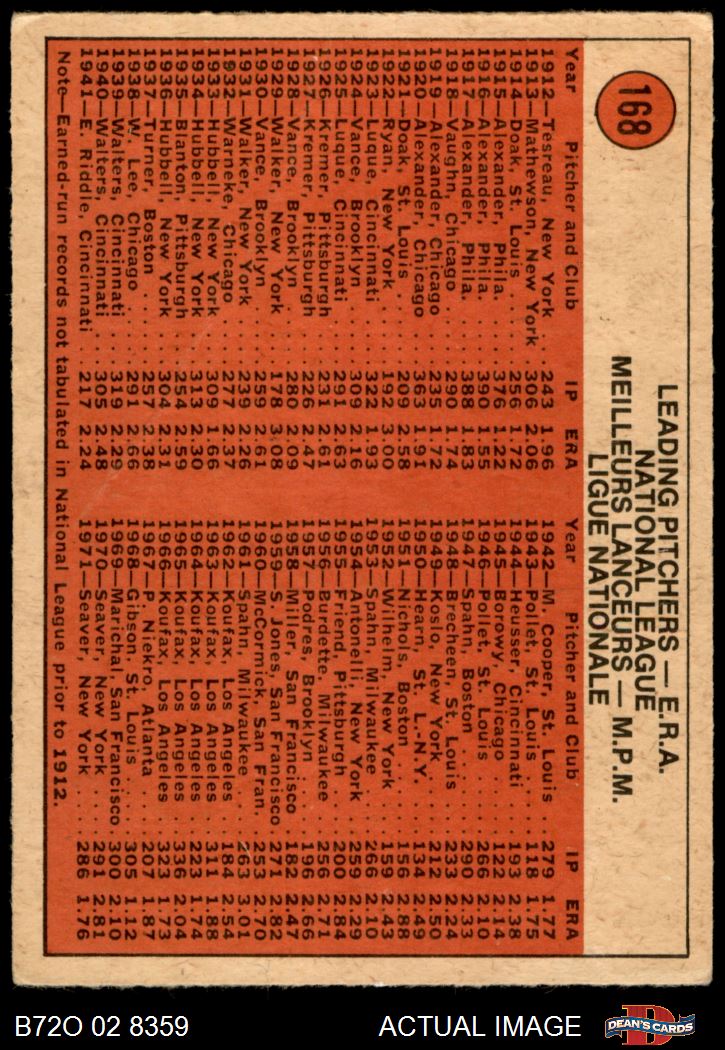 168
LEADING PITCHERS — E.R.A.
NATIONAL LEAGUE
MEILLEURS LANCEURS — M.P.M.
LIGUE NATIONALE
Year Pitcher and Club IP ERA
1912—Tesreau, New York .. 243 1.96
1913—Mathewson, New York 306 2.06
1914—Doak, St. Louis ..... 256 1.72
1915—Alexander, Phila. .... 376 1.22
1916—Alexander, Phila. .... 390 1.55
1917—Alexander, Phila. .... 388 1.83
1918—Vaughn, Chicago .... 290 1.74
1919—Alexander, Chicago .. 235 1.72
1920—Alexander, Chicago .. 363 1.91
1921—Doak, St. Louis ..... 209 2.58
1922—Ryan, New York ..... 192 3.00
1923—Luque, Cincinnati ... 322 1.93
1924—Vance, Brooklyn ..... 309 2.16
1925—Luque, Cincinnati ... 291 2.63
1926—Kremer, Pittsburgh .. 231 2.61
1927—Kremer, Pittsburgh .. 226 2.47
1928—Vance, Brooklyn ..... 280 2.09
1929—Walker, New York .... 178 3.08
1930—Vance, Brooklyn ..... 259 2.61
1931—Walker, New York .... 239 2.26
1932—Warneke, Chicago .... 277 2.37
1933—Hubbell, New York ... 309 1.66
1934—Hubbell, New York ... 313 2.30
1935—Blanton, Pittsburgh .. 254 2.59
1936—Hubbell, New York ... 304 2.31
1937—Turner, Boston ...... 257 2.38
1938—W. Lee, Chicago ..... 291 2.66
1939—Walters, Cincinnati .. 319 2.29
1940—Walters, Cincinnati .. 305 2.48
1941—E. Riddle, Cincinnati . 217 2.24
Year Pitcher and Club IP ERA
1942—M. Cooper, St. Louis .. 279 1.77
1943—Pollet, St. Louis ..... 118 1.75
1944—Heusser, Cincinnati .. 193 2.38
1945—Borowy, Chicago ..... 122 2.14
1946—Pollet, St. Louis ..... 266 2.10
1947—Spahn, Boston ....... 290 2.33
1948—Brecheen, St. Louis .. 233 2.24
1949—Koslo, New York ..... 212 2.50
1950—Hearn, St. L.-N.Y. .... 134 2.49
1951—Nichols, Boston ..... 156 2.88
1952—Wilhelm, New York ... 159 2.43
1953—Spahn, Milwaukee .... 266 2.10
1954—Antonelli, New York .. 259 2.29
1955—Friend, Pittsburgh ... 200 2.84
1956—Burdette, Milwaukee .. 256 2.71
1957—Podres, Brooklyn .... 196 2.66
1958—Miller, San Francisco . 182 2.47
1959—S. Jones, San Francisco . 271 2.82
1960—McCormick, San Fran. . 253 2.70
1961—Spahn, Milwaukee .... 263 3.01
1962—Koufax, Los Angeles .. 184 2.54
1963—Koufax, Los Angeles .. 311 1.88
1964—Koufax, Los Angeles .. 223 1.74
1965—Koufax, Los Angeles .. 336 2.04
1966—Koufax, Los Angeles .. 323 1.73
1967—P. Niekro, Atlanta .... 207 1.87
1968—Gibson, St. Louis .... 305 1.12
1969—Marichal, San Francisco 300 2.10
1970—Seaver, New York .... 291 2.81
1971—Seaver, New York .... 286 1.76
Note—Earned-run records not tabulated in National League prior to 1912.
B72O 02 8359
ACTUAL IMAGE
D
DEAN'S CARDS